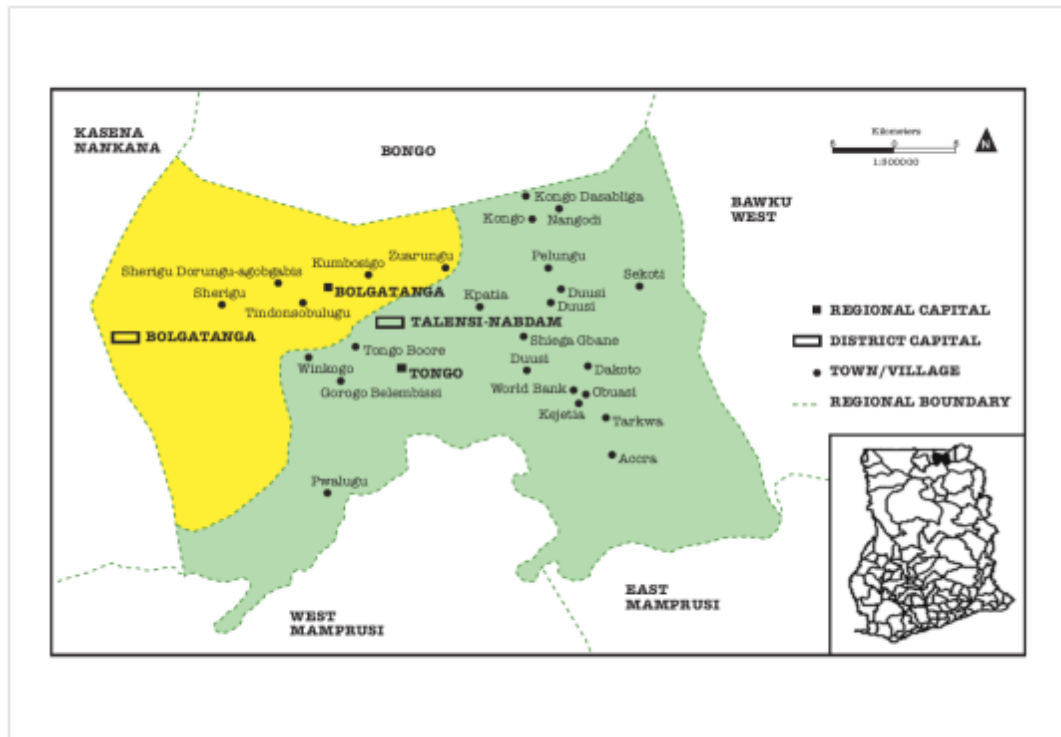 KASENA
NANKANA
BONGO
Kilometers
5 0 5
1:300000
N
BAWKU
WEST
Kongo Dasabliga
Kongo
Nangodi
Zuarungu
Kumbosigo
Pelungu
Sekoti
Sherigu Dorungu-agobgabis
BOLGATANGA
Duusi
Sherigu
Tindonsobulugu
Kpatia
Duusi
REGIONAL CAPITAL
TALENSI-NABDAM
BOLGATANGA
Shiega Gbane
DISTRICT CAPITAL
Tongo Boore
Winkogo
Duusi
Dakoto
TONGO
TOWN/VILLAGE
Gorogo Belembissi
World Bank
Obuasi
Kejetia
REGIONAL BOUNDARY
Tarkwa
Accra
Pwalugu
EAST
MAMPRUSI
WEST
MAMPRUSI